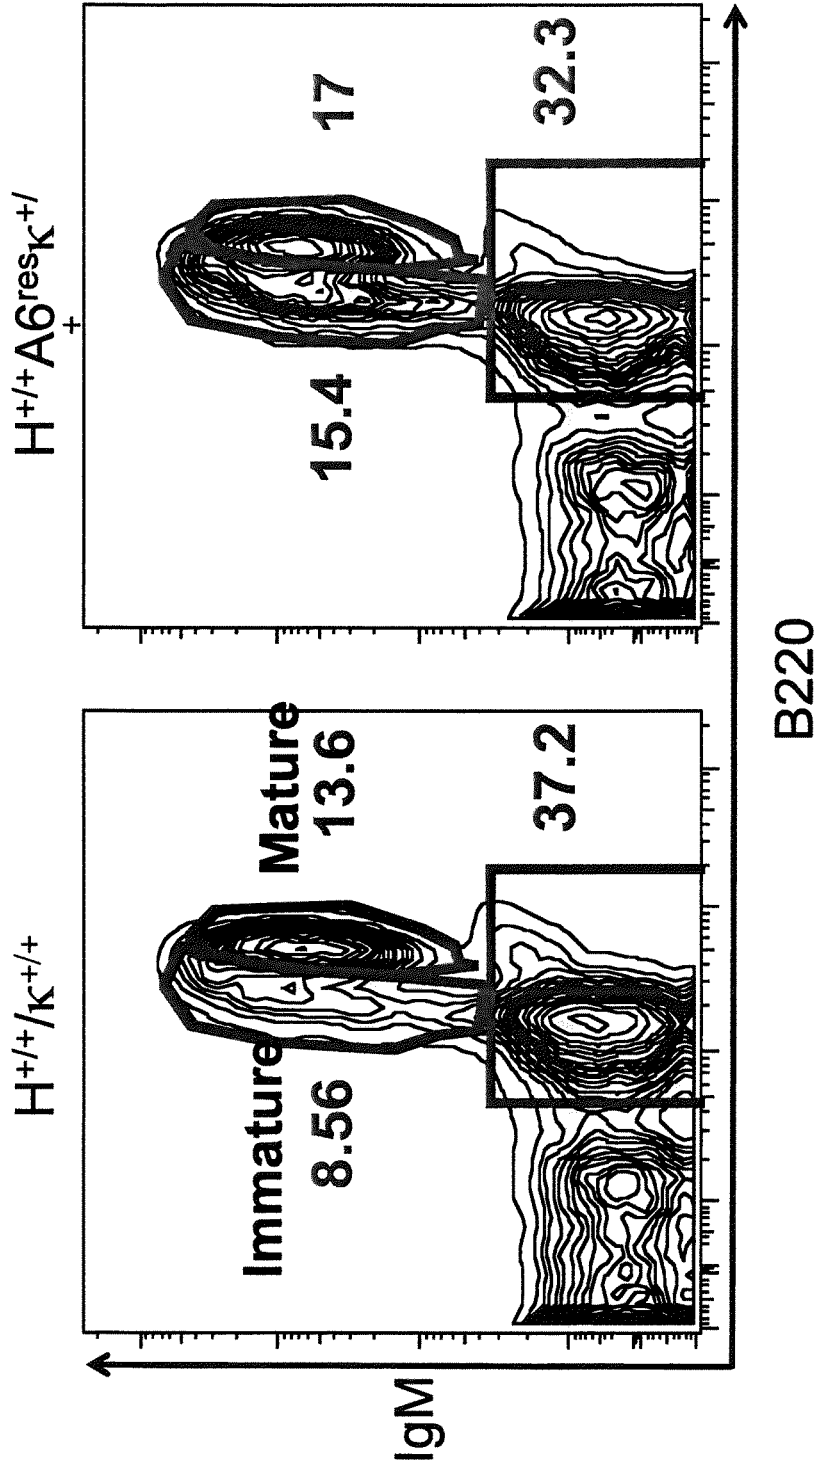 H+/+/κ+/+
Immature
8.56
Mature
13.6
37.2
H+/+A6resκ+/
+
15.4
17
32.3
IgM
B220